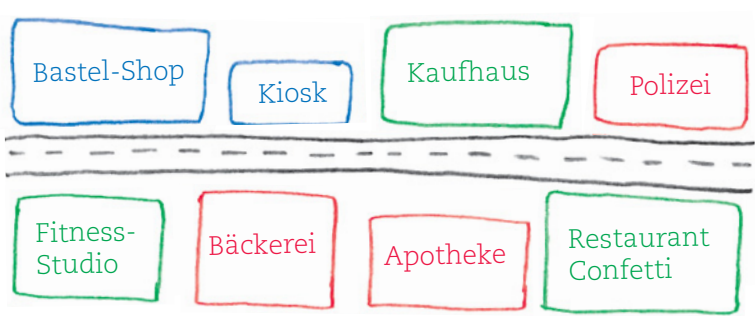 Bastel-Shop
Kiosk
Kaufhaus
Polizei
Fitness-
Studio
Bäckerei
Apotheke
Restaurant
Confetti